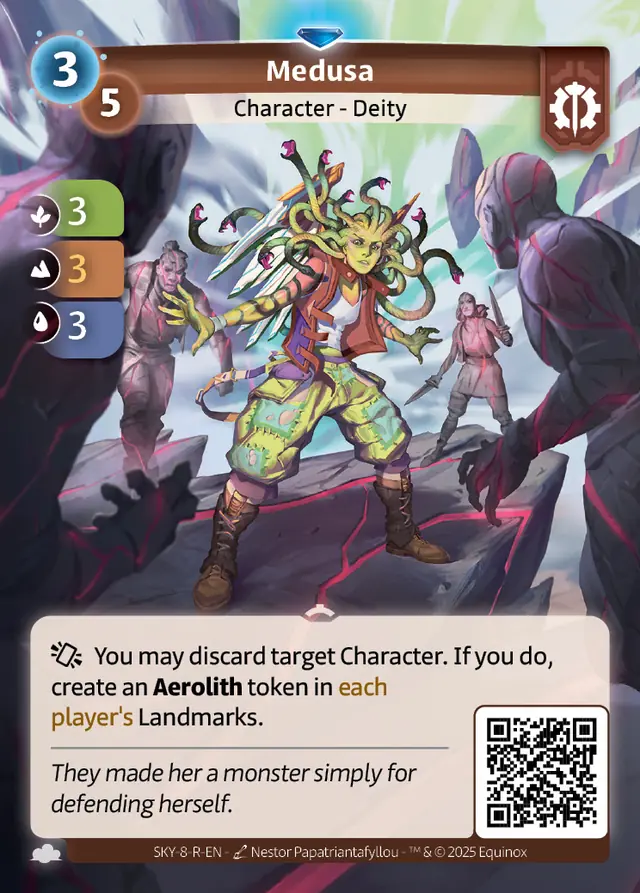 3
Medusa
5
Character - Deity
3
3
3
You may discard target Character. If you do,
create an Aerolith token in each
player's Landmarks.
They made her a monster simply for
defending herself.
SKY-8-R-EN - Nestor Papatriantafyllou - ™ & © 2025 Equinox